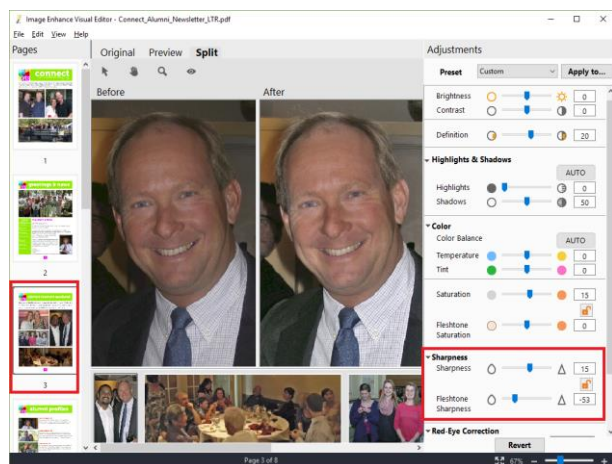 Image Enhance Visual Editor - Connect_Alumni_Newsletter_LTR.pdf
File Edit View Help
Pages
Original Preview Split
Adjustments
Preset Custom Apply to...
Before After
connect
1
2
3
Brightness 0
Contrast 0
Definition 20
Highlights & Shadows
AUTO
Highlights 0
Shadows 50
Color
Color Balance AUTO
Temperature 0
Tint 0
Saturation 15
Fleshtone Saturation 0
Sharpness
Sharpness 15
Fleshtone Sharpness -53
Red-Eye Correction
Revert
Page 3 of 8
67%